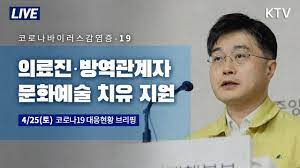 LIVE
KTV
코로나바이러스감염증-19
의료진·방역관계자
문화예술 치유 지원
4/25(토) 코로나19 대응현황 브리핑
중앙